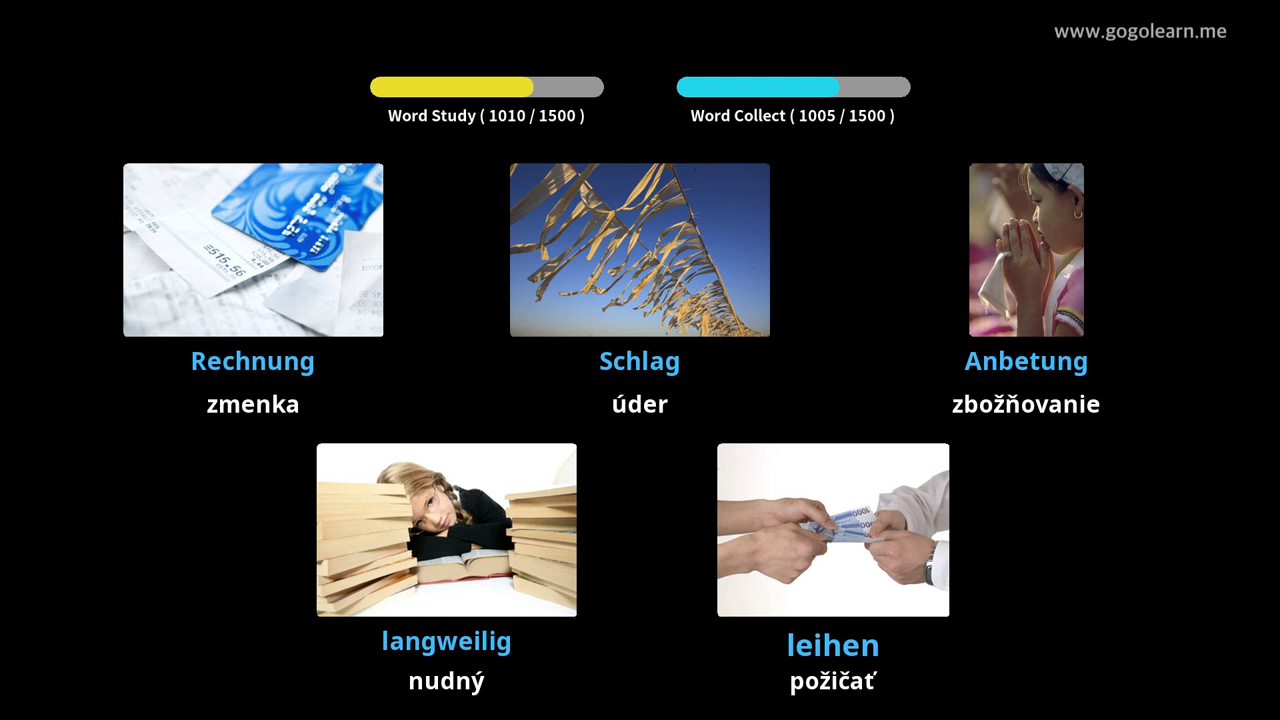 www.gogolearn.me
Word Study ( 1010 / 1500 )
Word Collect ( 1005 / 1500 )
Rechnung
zmenka
Schlag
úder
Anbetung
zbožňovanie
langweilig
nudný
leihen
požičať